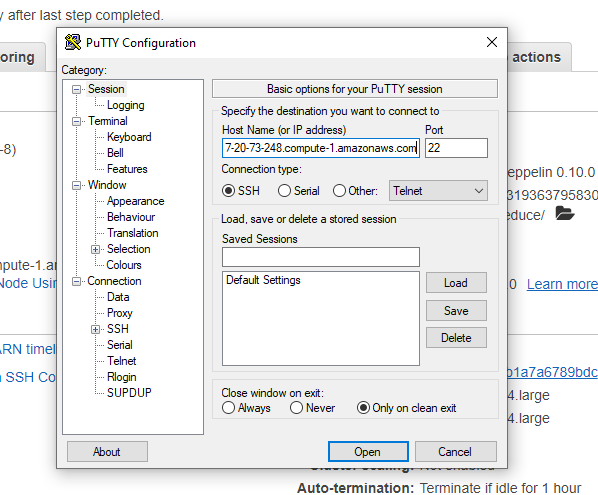 y after last step completed.
oring
actions
-8)
eppelin 0.10.0
319363795830
educe/
npute-1.a
Node Usin
0 Learn more
ARN timel
SSH Co
b1a7a6789bdc
4.large
4.large
Not enabled
Auto-termination: Terminate if idle for 1 hour
PuTTY Configuration
Category:
Session
Logging
Terminal
Keyboard
Bell
Features
Window
Appearance
Behaviour
Translation
Selection
Colours
Connection
Data
Proxy
SSH
Serial
Telnet
Rlogin
SUPDUP
Basic options for your PuTTY session
Specify the destination you want to connect to
Host Name (or IP address) Port
7-20-73-248.compute-1.amazonaws.com 22
Connection type:
SSH Serial Other: Telnet
Load, save or delete a stored session
Saved Sessions
Default Settings
Load
Save
Delete
Close window on exit:
Always Never Only on clean exit
About Open Cancel